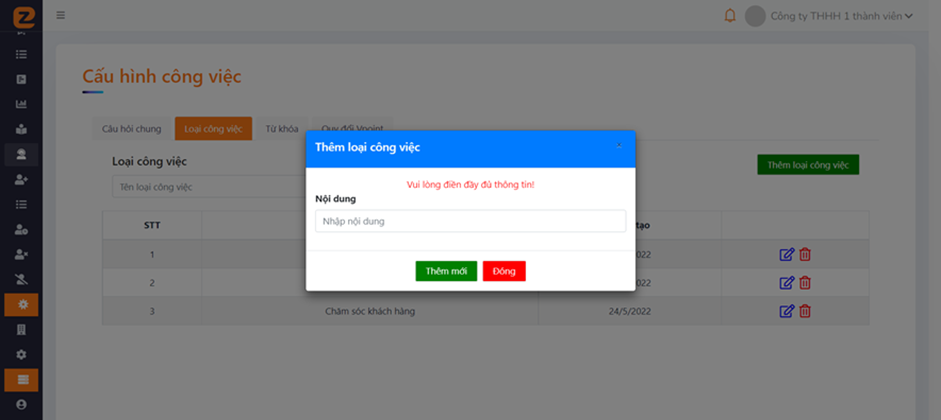 Công ty THHH 1 thành viên
Cấu hình công việc
Câu hỏi chung
Loại công việc
Từ khóa
Quy đổi Vpoint
Thêm loại công việc
×
Loại công việc
Thêm loại công việc
Tên loại công việc
Vui lòng điền đầy đủ thông tin!
Nội dung
Nhập nội dung
STT
tạo
1
2022
Thêm mới
Đóng
2
2022
3
Chăm sóc khách hàng
24/5/2022